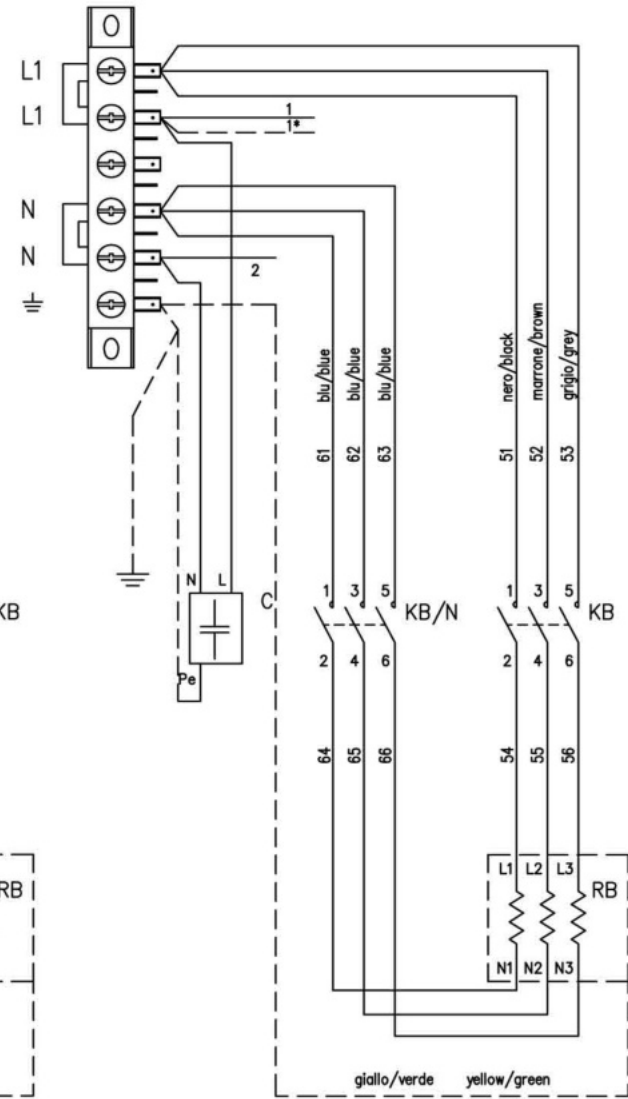 L1
L1
1
1*
N
N
2
blu/blue
blu/blue
blu/blue
nero/black
marrone/brown
grigio/grey
61
62
63
51
52
53
N L
C
1 3 5
KB/N
1 3 5
KB
KB
2 4 6
2 4 6
Pe
64
65
66
54
55
56
L1 L2 L3
RB
RB
N1 N2 N3
giallo/verde yellow/green